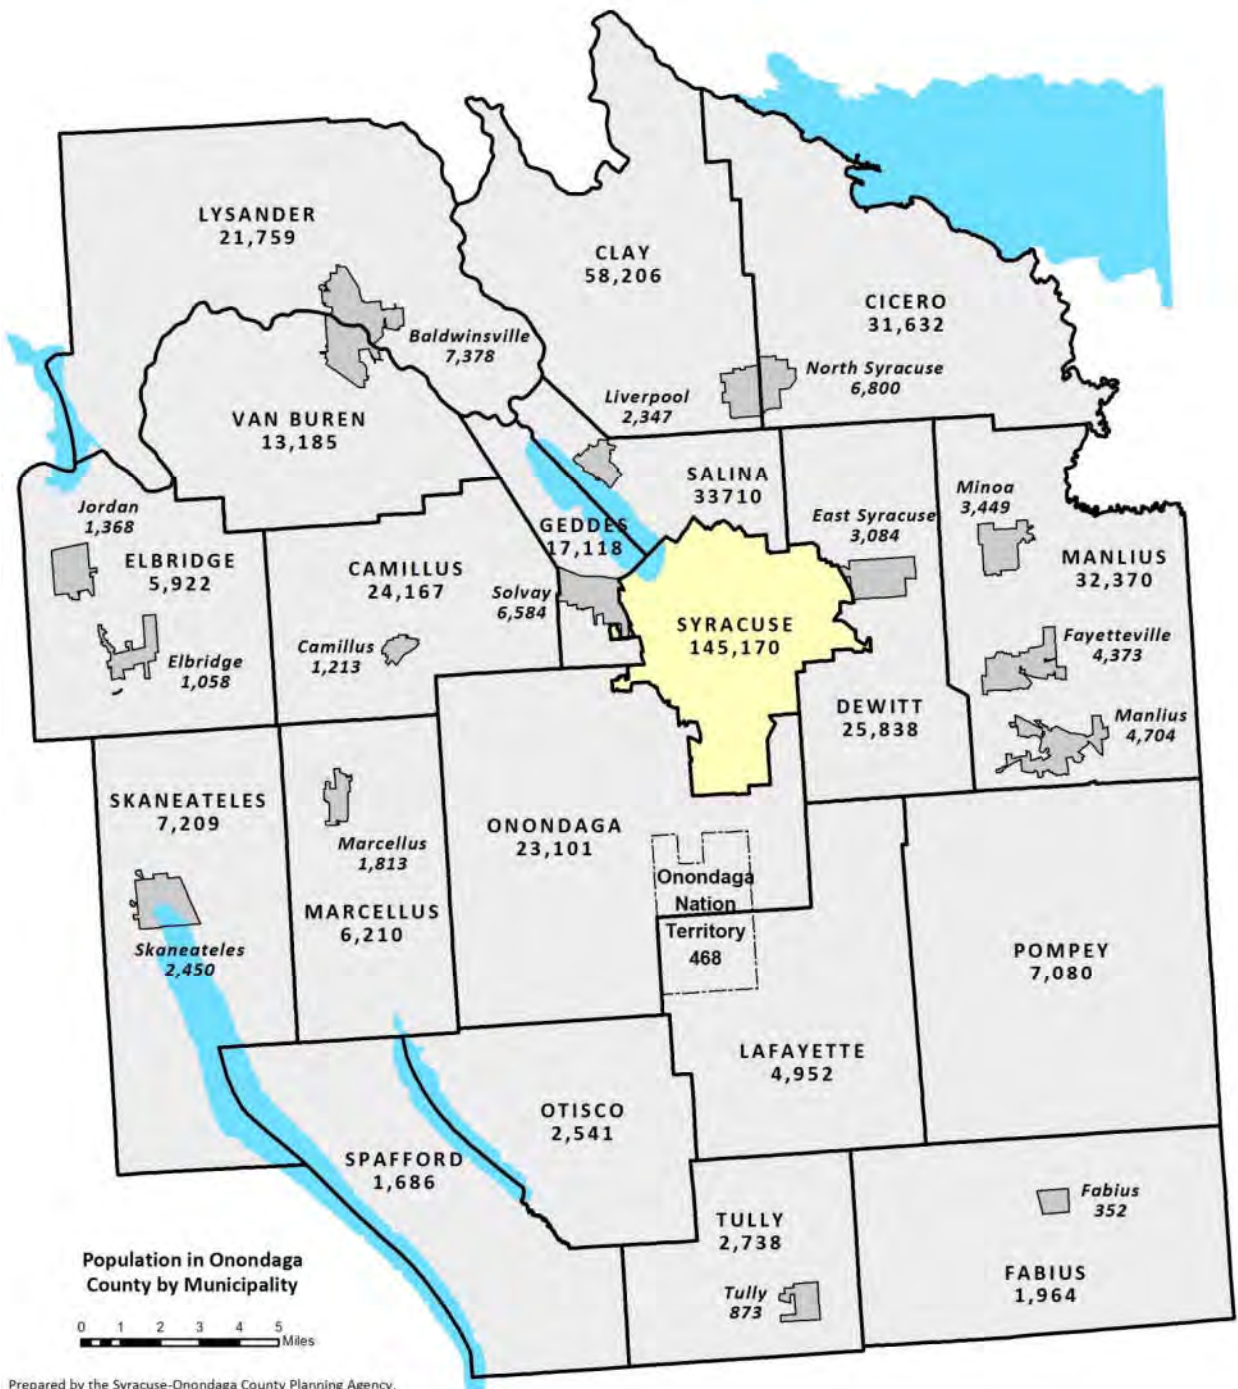 LYSANDER
21,759
CLAY
58,206
CICERO
31,632
Baldwinsville
7,378
North Syracuse
6,800
Liverpool
2,347
VAN BUREN
13,185
SALINA
33710
Minoa
3,449
Jordan
1,368
East Syracuse
3,084
GEDDES
17,118
MANLIUS
32,370
ELBRIDGE
5,922
CAMILLUS
24,167
Solvay
6,584
SYRACUSE
145,170
Fayetteville
4,373
Camillus
1,213
Elbridge
1,058
DEWITT
25,838
Manlius
4,704
SKANEATELES
7,209
ONONDAGA
23,101
Marcellus
1,813
Onondaga
Nation
Territory
468
MARCELLUS
6,210
Skaneateles
2,450
POMPEY
7,080
LAFAYETTE
4,952
OTISCO
2,541
SPAFFORD
1,686
Fabius
352
TULLY
2,738
FABIUS
1,964
Tully
873
Population in Onondaga
County by Municipality
0 1 2 3 4 5
Miles
Prepared by the Syracuse-Onondaga County Planning Agency.